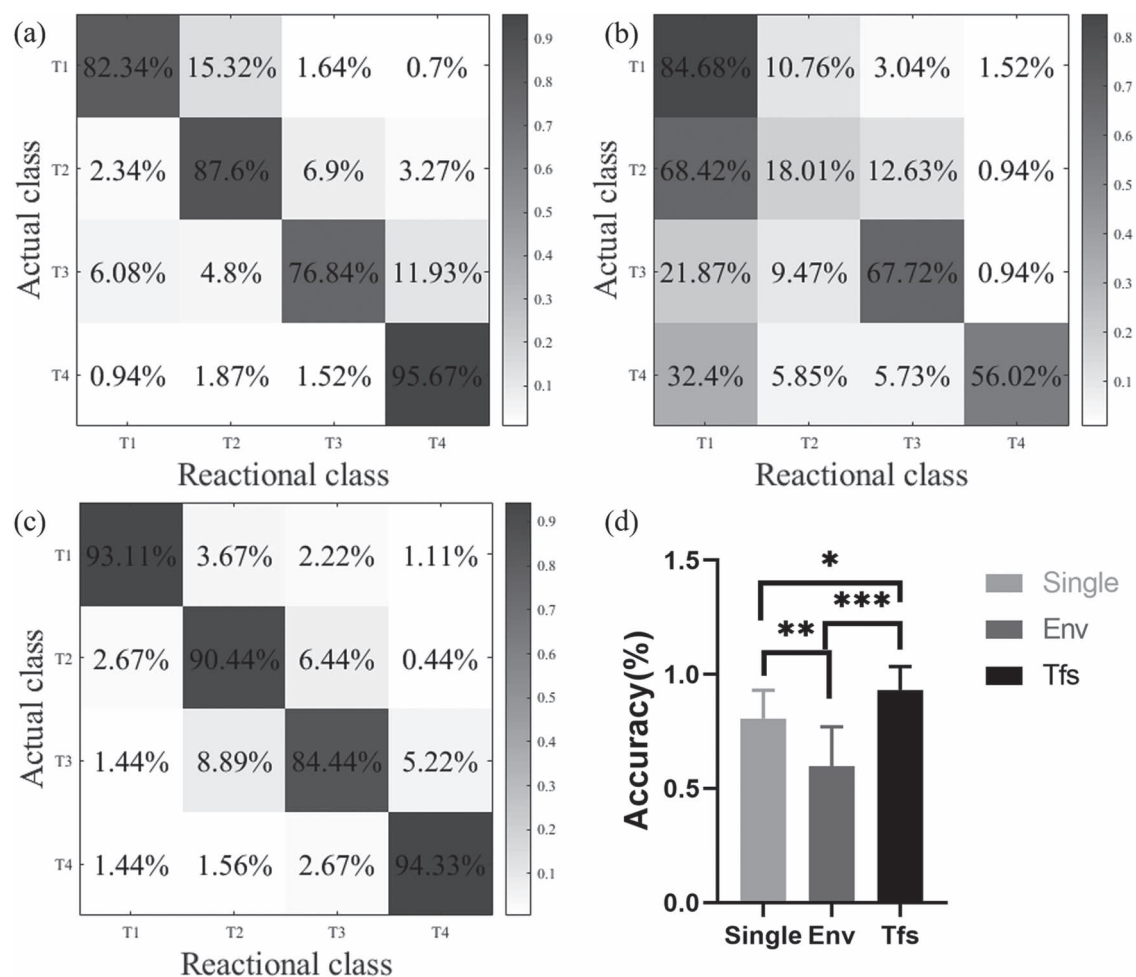 (a)
T1 82.34% 15.32% 1.64% 0.7%
T2 2.34% 87.6% 6.9% 3.27%
T3 6.08% 4.8% 76.84% 11.93%
T4 0.94% 1.87% 1.52% 95.67%
T1 T2 T3 T4
Actual class
Reactional class
0.9
0.8
0.7
0.6
0.5
0.4
0.3
0.2
0.1
(b)
T1 84.68% 10.76% 3.04% 1.52%
T2 68.42% 18.01% 12.63% 0.94%
T3 21.87% 9.47% 67.72% 0.94%
T4 32.4% 5.85% 5.73% 56.02%
T1 T2 T3 T4
Actual class
Reactional class
0.8
0.7
0.6
0.5
0.4
0.3
0.2
0.1
(c)
T1 93.11% 3.67% 2.22% 1.11%
T2 2.67% 90.44% 6.44% 0.44%
T3 1.44% 8.89% 84.44% 5.22%
T4 1.44% 1.56% 2.67% 94.33%
T1 T2 T3 T4
Actual class
Reactional class
0.9
0.8
0.7
0.6
0.5
0.4
0.3
0.2
0.1
(d)
Accuracy(%)
1.5
1.0
0.5
0.0
*
***
**
Single Env Tfs
Single
Env
Tfs